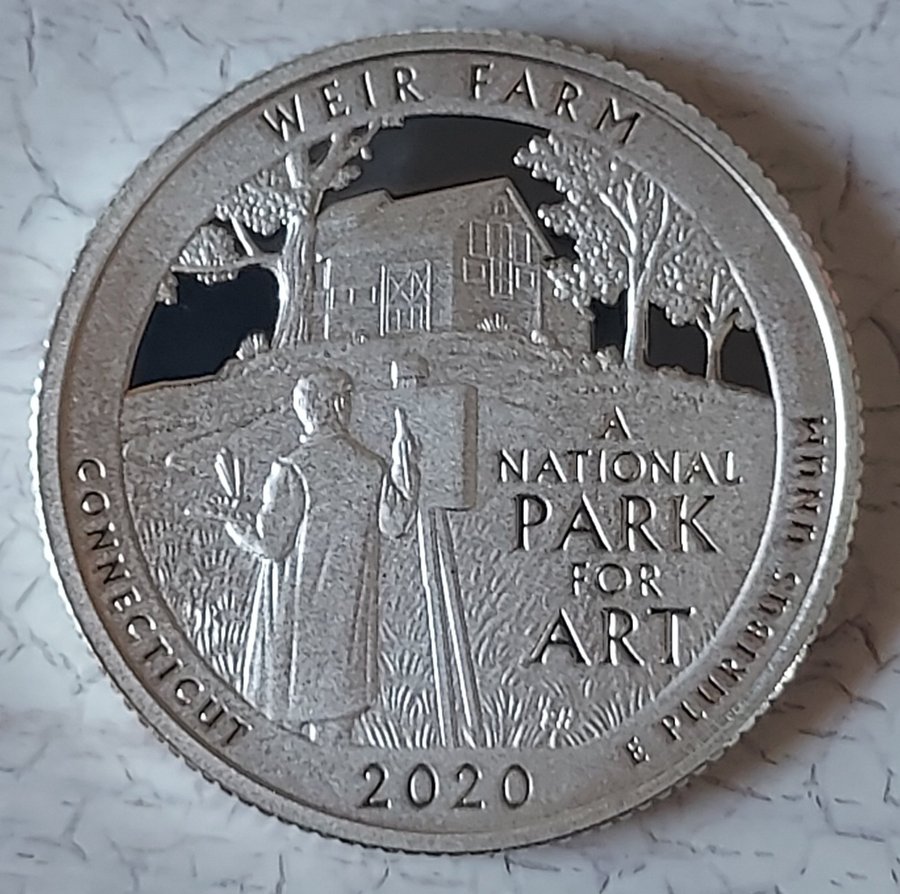 WEIR FARM
A
NATIONAL
PARK
FOR
ART
CONNECTICUT
2020
E PLURIBUS UNUM